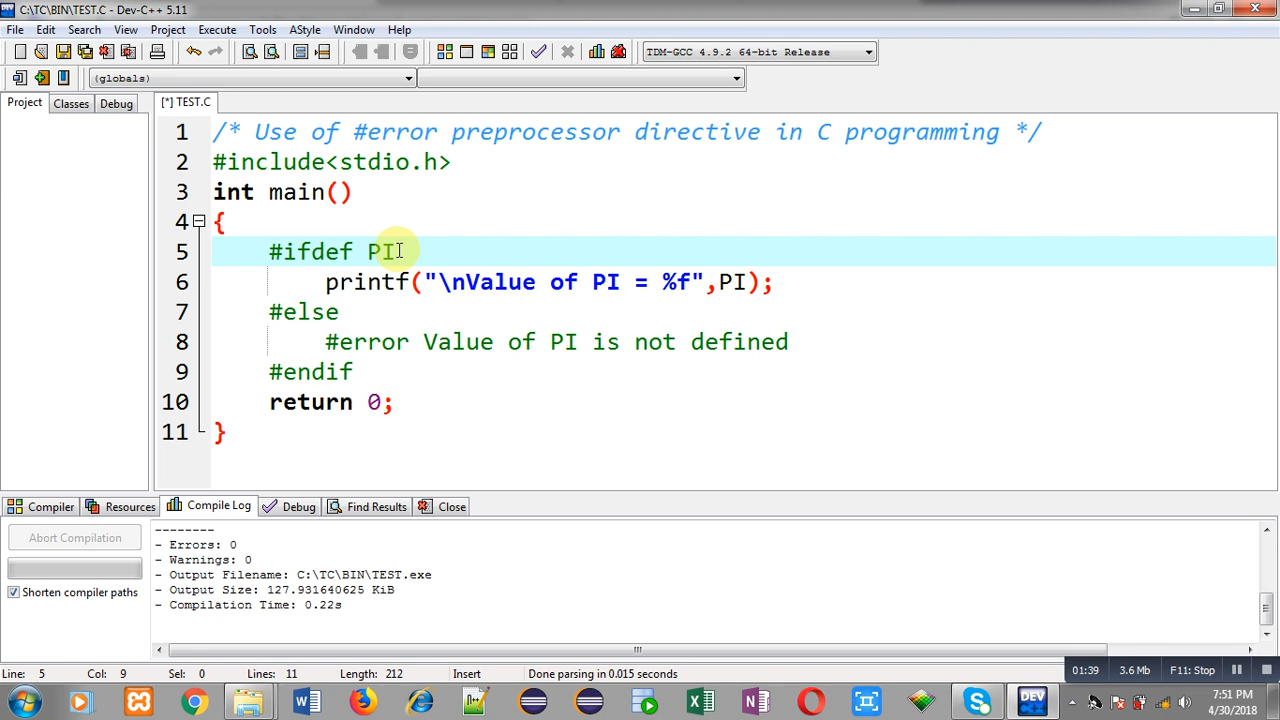 C:\TC\BIN\TEST.C - Dev-C++ 5.11
File Edit Search View Project Execute Tools AStyle Window Help
TDM-GCC 4.9.2 64-bit Release
(globals)
Project Classes Debug [*] TEST.C
1 /* Use of #error preprocessor directive in C programming */
2 #include<stdio.h>
3 int main()
4 {
5 #ifdef PI
6 printf("\nValue of PI = %f",PI);
7 #else
8 #error Value of PI is not defined
9 #endif
10 return 0;
11 }
Compiler Resources Compile Log Debug Find Results Close
Abort Compilation
Shorten compiler paths
--------
- Errors: 0
- Warnings: 0
- Output Filename: C:\TC\BIN\TEST.exe
- Output Size: 127.931640625 KiB
- Compilation Time: 0.22s
Line: 5 Col: 9 Sel: 0 Lines: 11 Length: 212 Insert Done parsing in 0.015 seconds
01:39 3.6 Mb F11: Stop
DEV
7:51 PM
4/30/2018